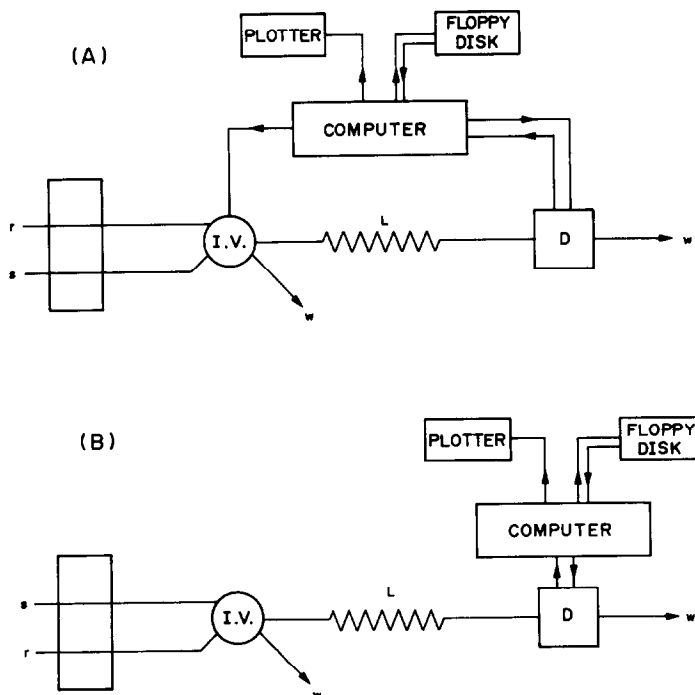 (A)
PLOTTER
FLOPPY
DISK
COMPUTER
L
r
I.V.
D
w
s
w
(B)
PLOTTER
FLOPPY
DISK
COMPUTER
L
s
I.V.
D
w
r
w